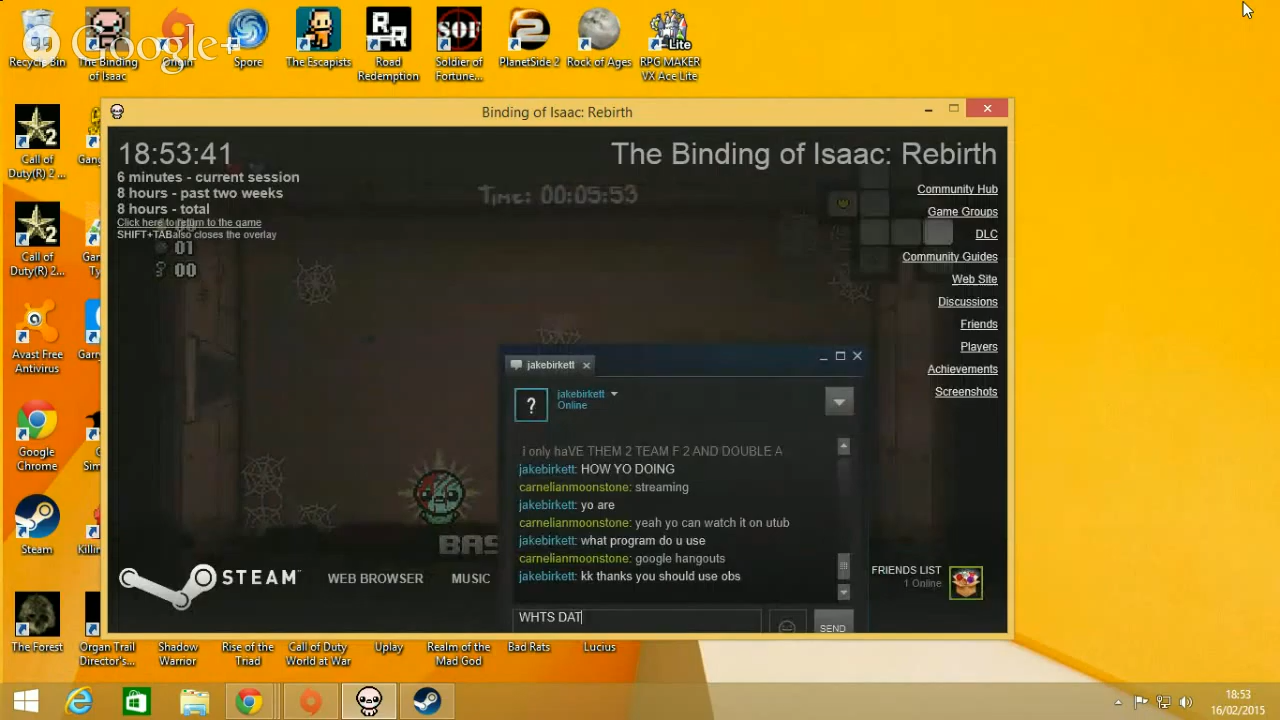 Google+
Recycle Bin
The Binding of Isaac
Origin
Spore
The Escapists
Road Redemption
Soldier of Fortune...
PlanetSide 2
Rock of Ages
RPG MAKER VX Ace Lite
Binding of Isaac: Rebirth
18:53:41
The Binding of Isaac: Rebirth
6 minutes - current session
8 hours - past two weeks
8 hours - total
Click here to return to the game
SHIFT+TAB also closes the overlay
Time: 00:05:53
01
00
Community Hub
Game Groups
DLC
Community Guides
Web Site
Discussions
Friends
Players
Achievements
Screenshots
Call of Duty(R) 2 ...
Call of Duty(R) 2...
Avast Free Antivirus
Google Chrome
Steam
The Forest
jakebirkett
jakebirkett
Online
I only haVE THEM 2 TEAM F 2 AND DOUBLE A
jakebirkett: HOW YO DOING
carnelianmoonstone: streaming
jakebirkett: yo are
carnelianmoonstone: yeah yo can watch it on utub
jakebirkett: what program do u use
carnelianmoonstone: google hangouts
jakebirkett: kk thanks you should use obs
WHTS DAT
SEND
BAS
STEAM
WEB BROWSER
MUSIC
FRIENDS LIST
1 Online
Organ Trail Director's...
Shadow Warrior
Rise of the Triad
Call of Duty World at War
Uplay
Realm of the Mad God
Bad Rats
Lucius
18:53
16/02/2015